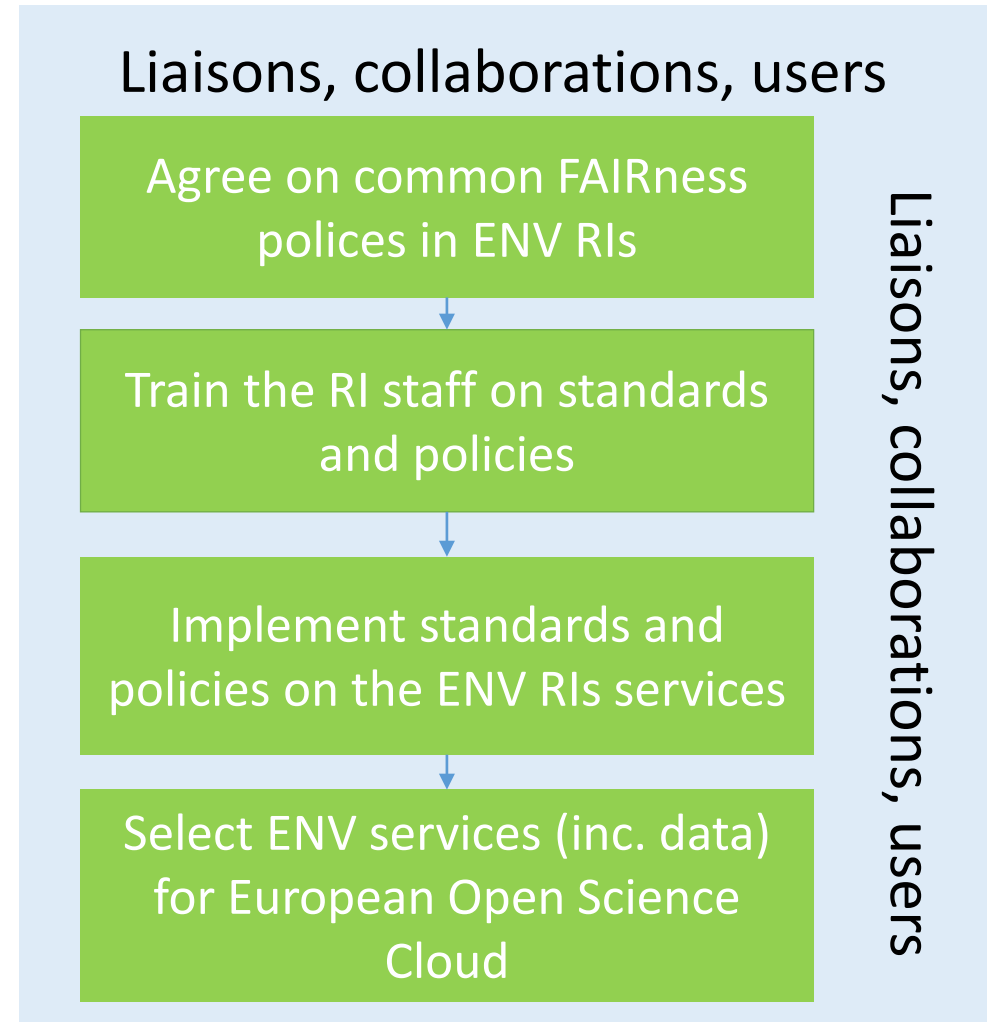 Liaisons, collaborations, users
Agree on common FAIRness
polices in ENV RIs
Train the RI staff on standards
and policies
Implement standards and
policies on the ENV RIs services
Select ENV services (inc. data)
for European Open Science
Cloud
Liaisons, collaborations, users